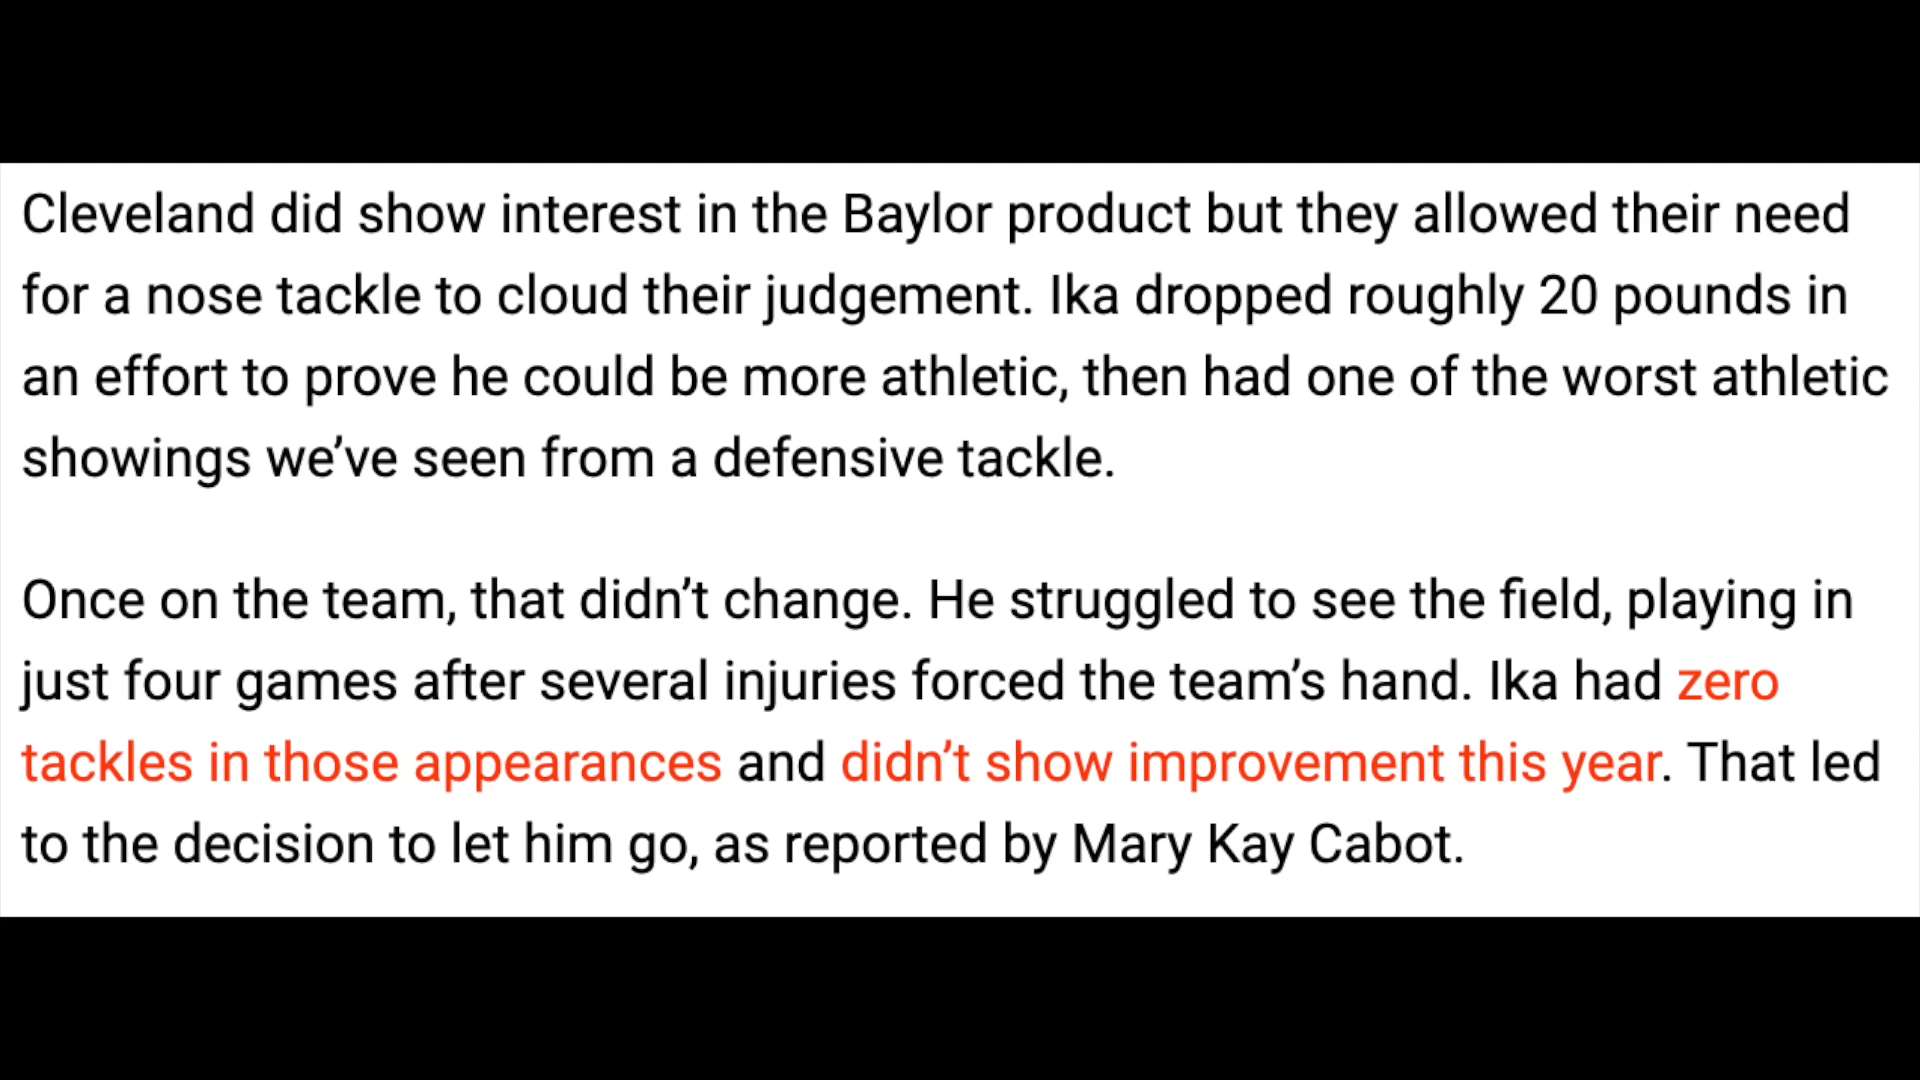 Cleveland did show interest in the Baylor product but they allowed their need
for a nose tackle to cloud their judgement. Ika dropped roughly 20 pounds in
an effort to prove he could be more athletic, then had one of the worst athletic
showings we’ve seen from a defensive tackle.
Once on the team, that didn’t change. He struggled to see the field, playing in
just four games after several injuries forced the team’s hand. Ika had zero
tackles in those appearances and didn’t show improvement this year. That led
to the decision to let him go, as reported by Mary Kay Cabot.